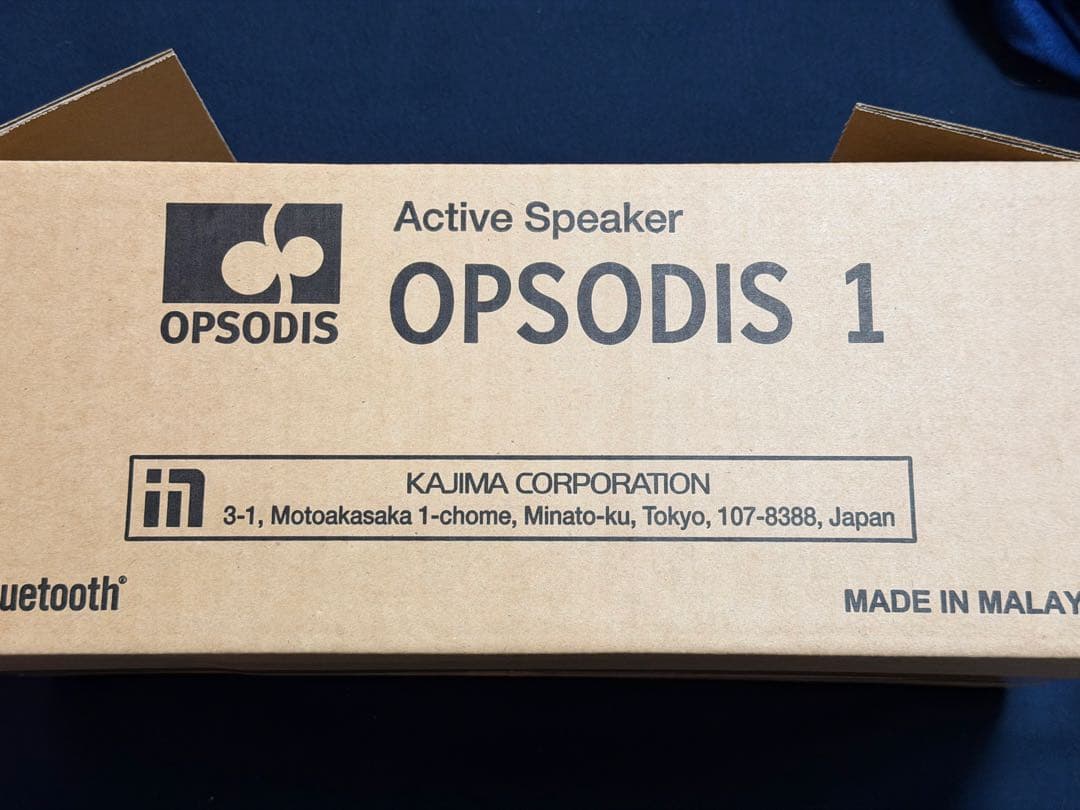 Active Speaker
OPSODIS 1
OPSODIS
KAJIMA CORPORATION
3-1, Motoakasaka 1-chome, Minato-ku, Tokyo, 107-8388, Japan
uetooth®
MADE IN MALAY